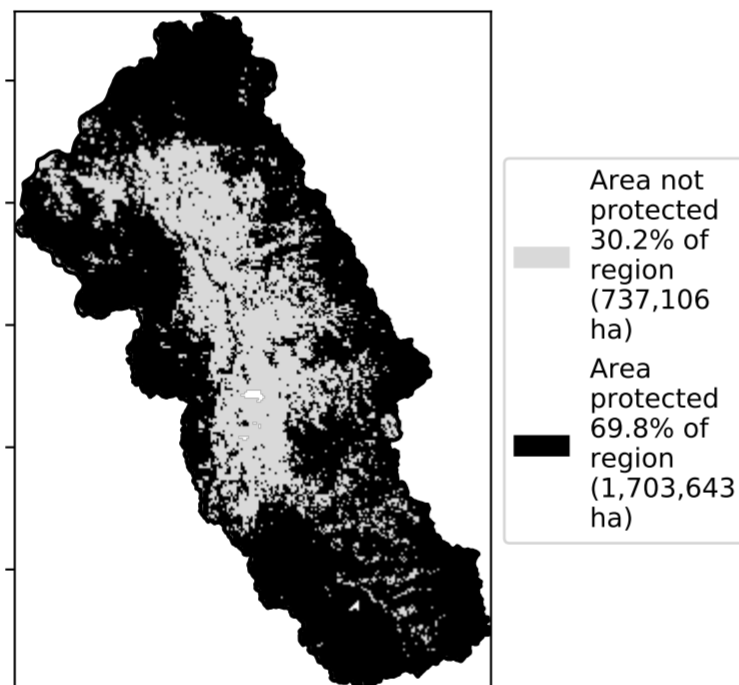 Area not
protected
30.2% of
region
(737,106
ha)
Area
protected
69.8% of
region
(1,703,643
ha)